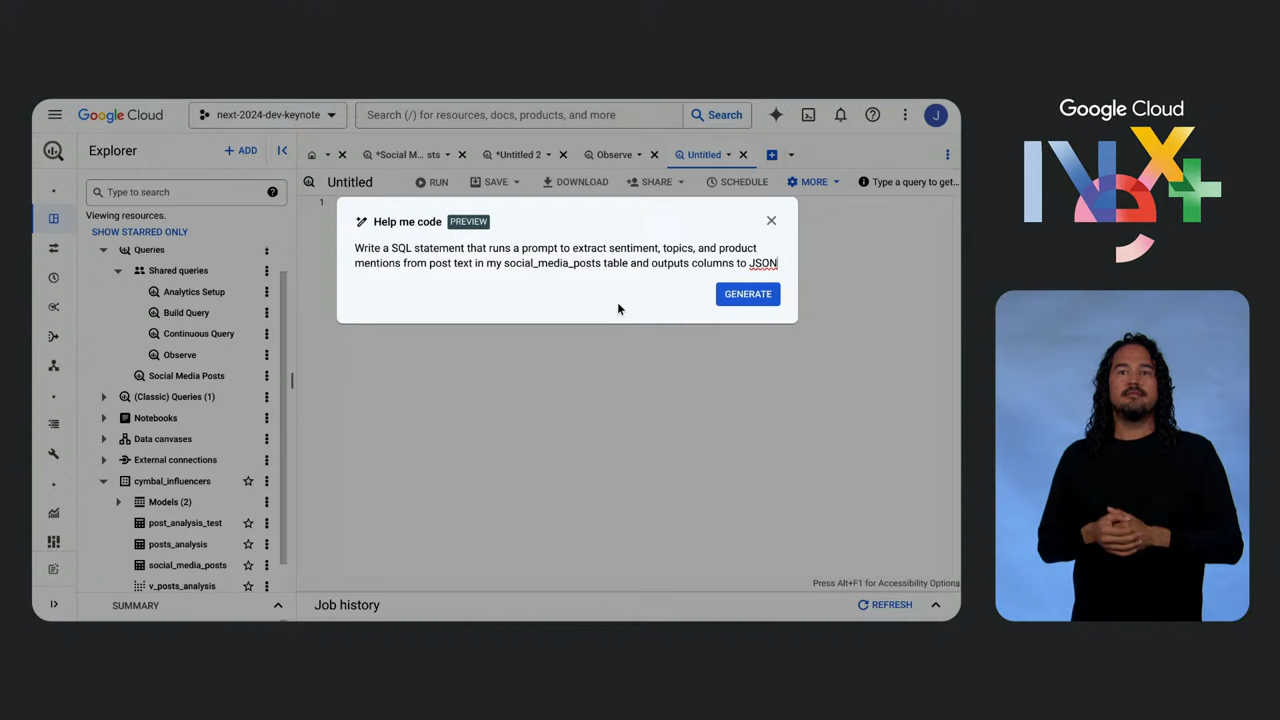 Google Cloud
next-2024-dev-keynote
Search (/) for resources, docs, products, and more
Search
J
Explorer
+ ADD
*Social M... sts
*Untitled 2
Observe
Untitled
Type to search
Untitled
RUN
SAVE
DOWNLOAD
SHARE
SCHEDULE
MORE
Type a query to get...
Viewing resources.
SHOW STARRED ONLY
1
Help me code
PREVIEW
Write a SQL statement that runs a prompt to extract sentiment, topics, and product
mentions from post text in my social_media_posts table and outputs columns to JSON
GENERATE
Queries
Shared queries
Analytics Setup
Build Query
Continuous Query
Observe
Social Media Posts
(Classic) Queries (1)
Notebooks
Data canvases
External connections
cymbal_influencers
Models (2)
post_analysis_test
posts_analysis
social_media_posts
v_posts_analysis
SUMMARY
Press Alt+F1 for Accessibility Options
Job history
REFRESH
Google Cloud
Next